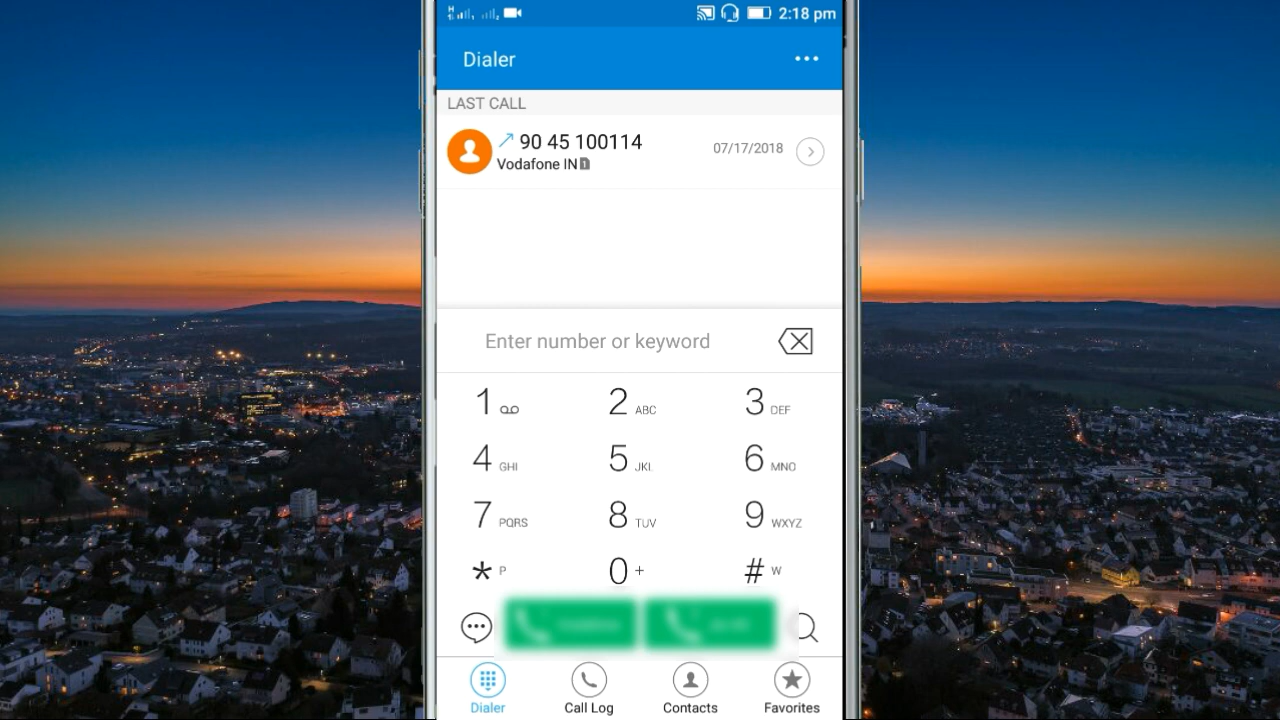 2:18 pm
Dialer
LAST CALL
90 45 100114
07/17/2018
Vodafone IN 1
Enter number or keyword
1
2 ABC
3 DEF
4 GHI
5 JKL
6 MNO
7 PQRS
8 TUV
9 WXYZ
* P
0 +
# W
Dialer
Call Log
Contacts
Favorites